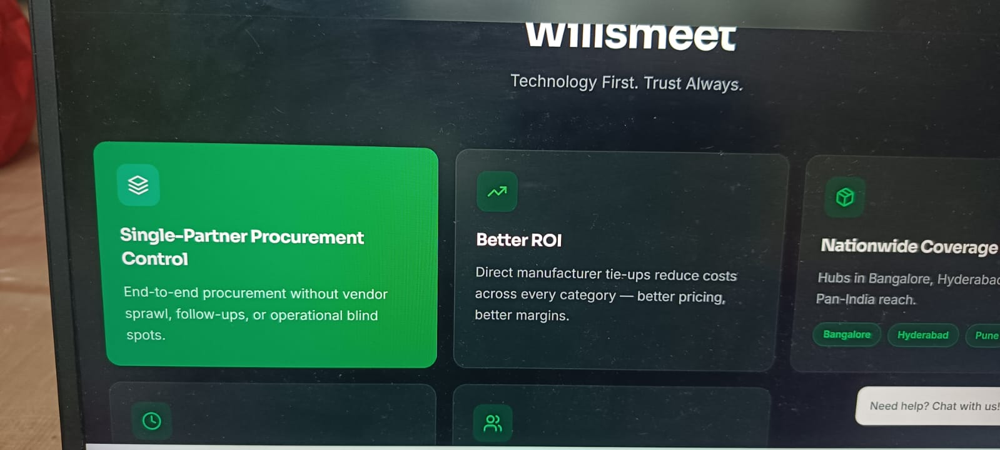 Willsmeet
Technology First. Trust Always.
Single-Partner Procurement
Control
End-to-end procurement without vendor
sprawl, follow-ups, or operational blind
spots.
Better ROI
Direct manufacturer tie-ups reduce costs
across every category — better pricing,
better margins.
Nationwide Coverage
Hubs in Bangalore, Hyderabad
Pan-India reach.
Bangalore
Hyderabad
Pune
Need help? Chat with us!